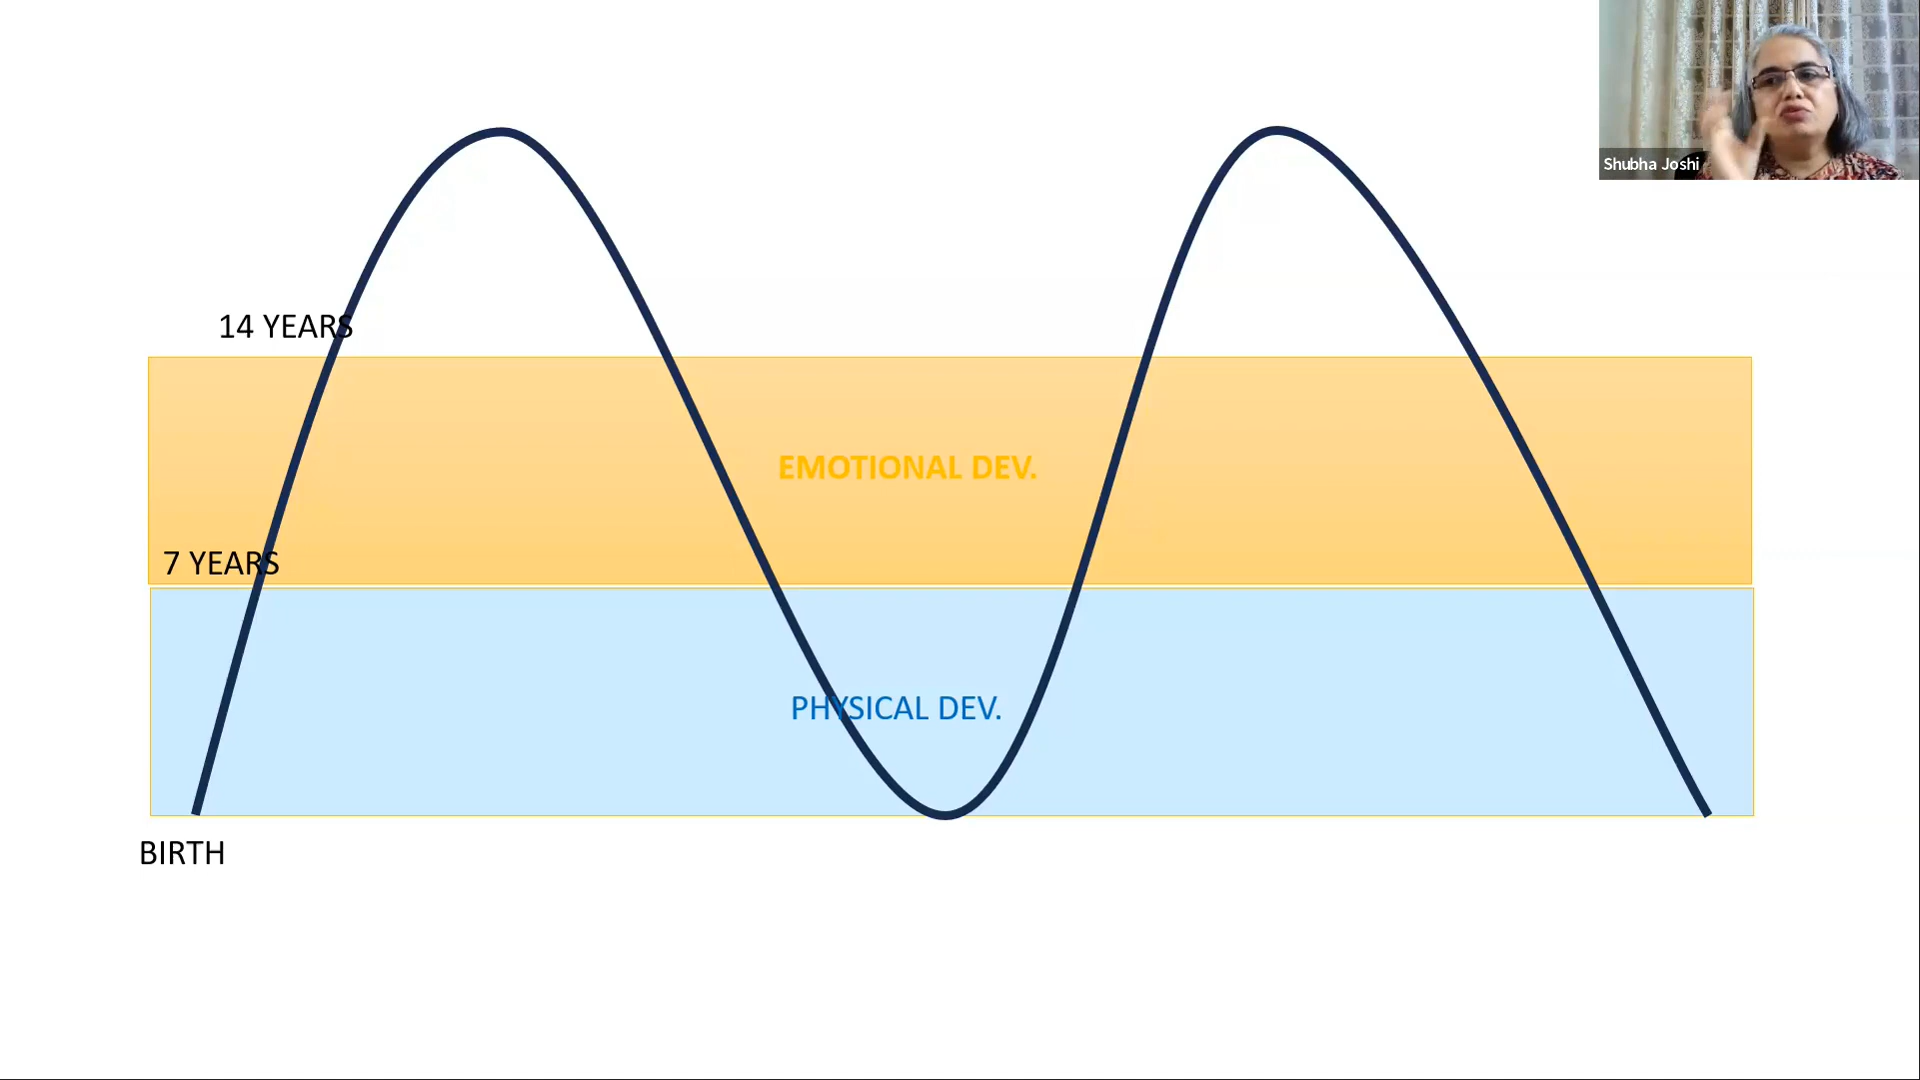 Shubha Joshi
14 YEARS
EMOTIONAL DEV.
7 YEARS
PHYSICAL DEV.
BIRTH